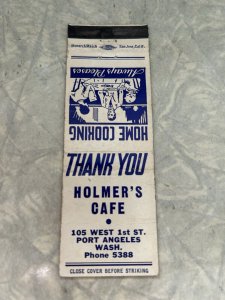 Always Pleases
HOME COOKING
THANK YOU
HOLMER'S
CAFE
105 WEST 1st ST.
PORT ANGELES
WASH.
Phone 5388
CLOSE COVER BEFORE STRIKING